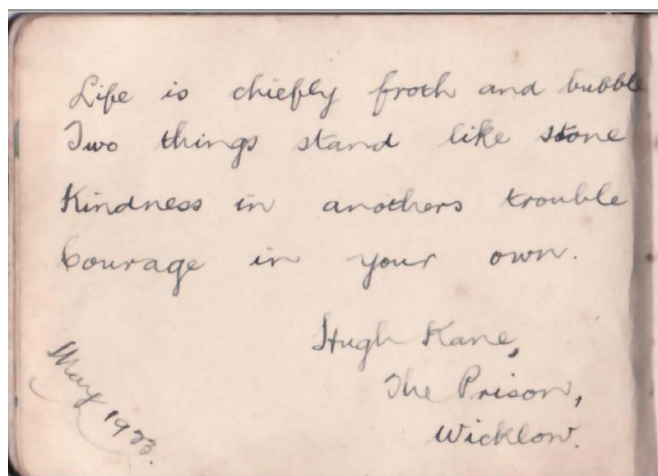 Life is chiefly froth and bubble
Two things stand like stone
Kindness in anothers trouble
Courage in your own.
Hugh Kane,
The Prison,
Wicklow.
May 1923.